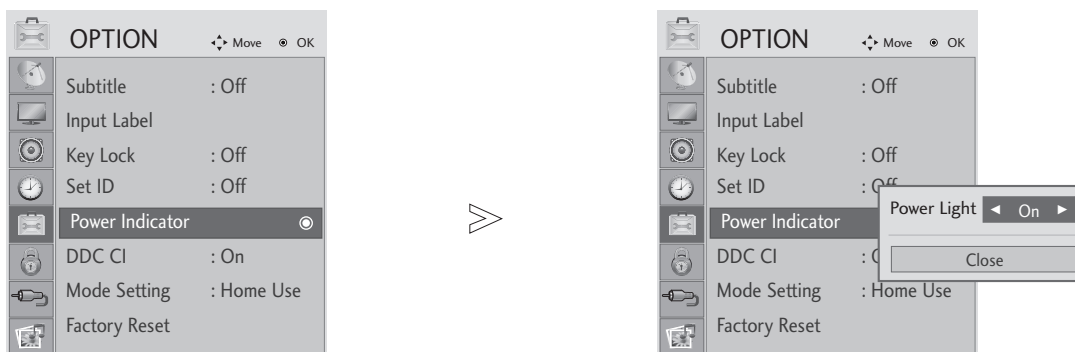 OPTION Move OK
Subtitle : Off
Input Label
Key Lock : Off
Set ID : Off
Power Indicator
DDC CI : On
Mode Setting : Home Use
Factory Reset
OPTION Move OK
Subtitle : Off
Input Label
Key Lock : Off
Set ID : Off
Power Indicator
DDC CI :
Mode Setting : Home Use
Factory Reset
Power Light ◄ On ►
Close